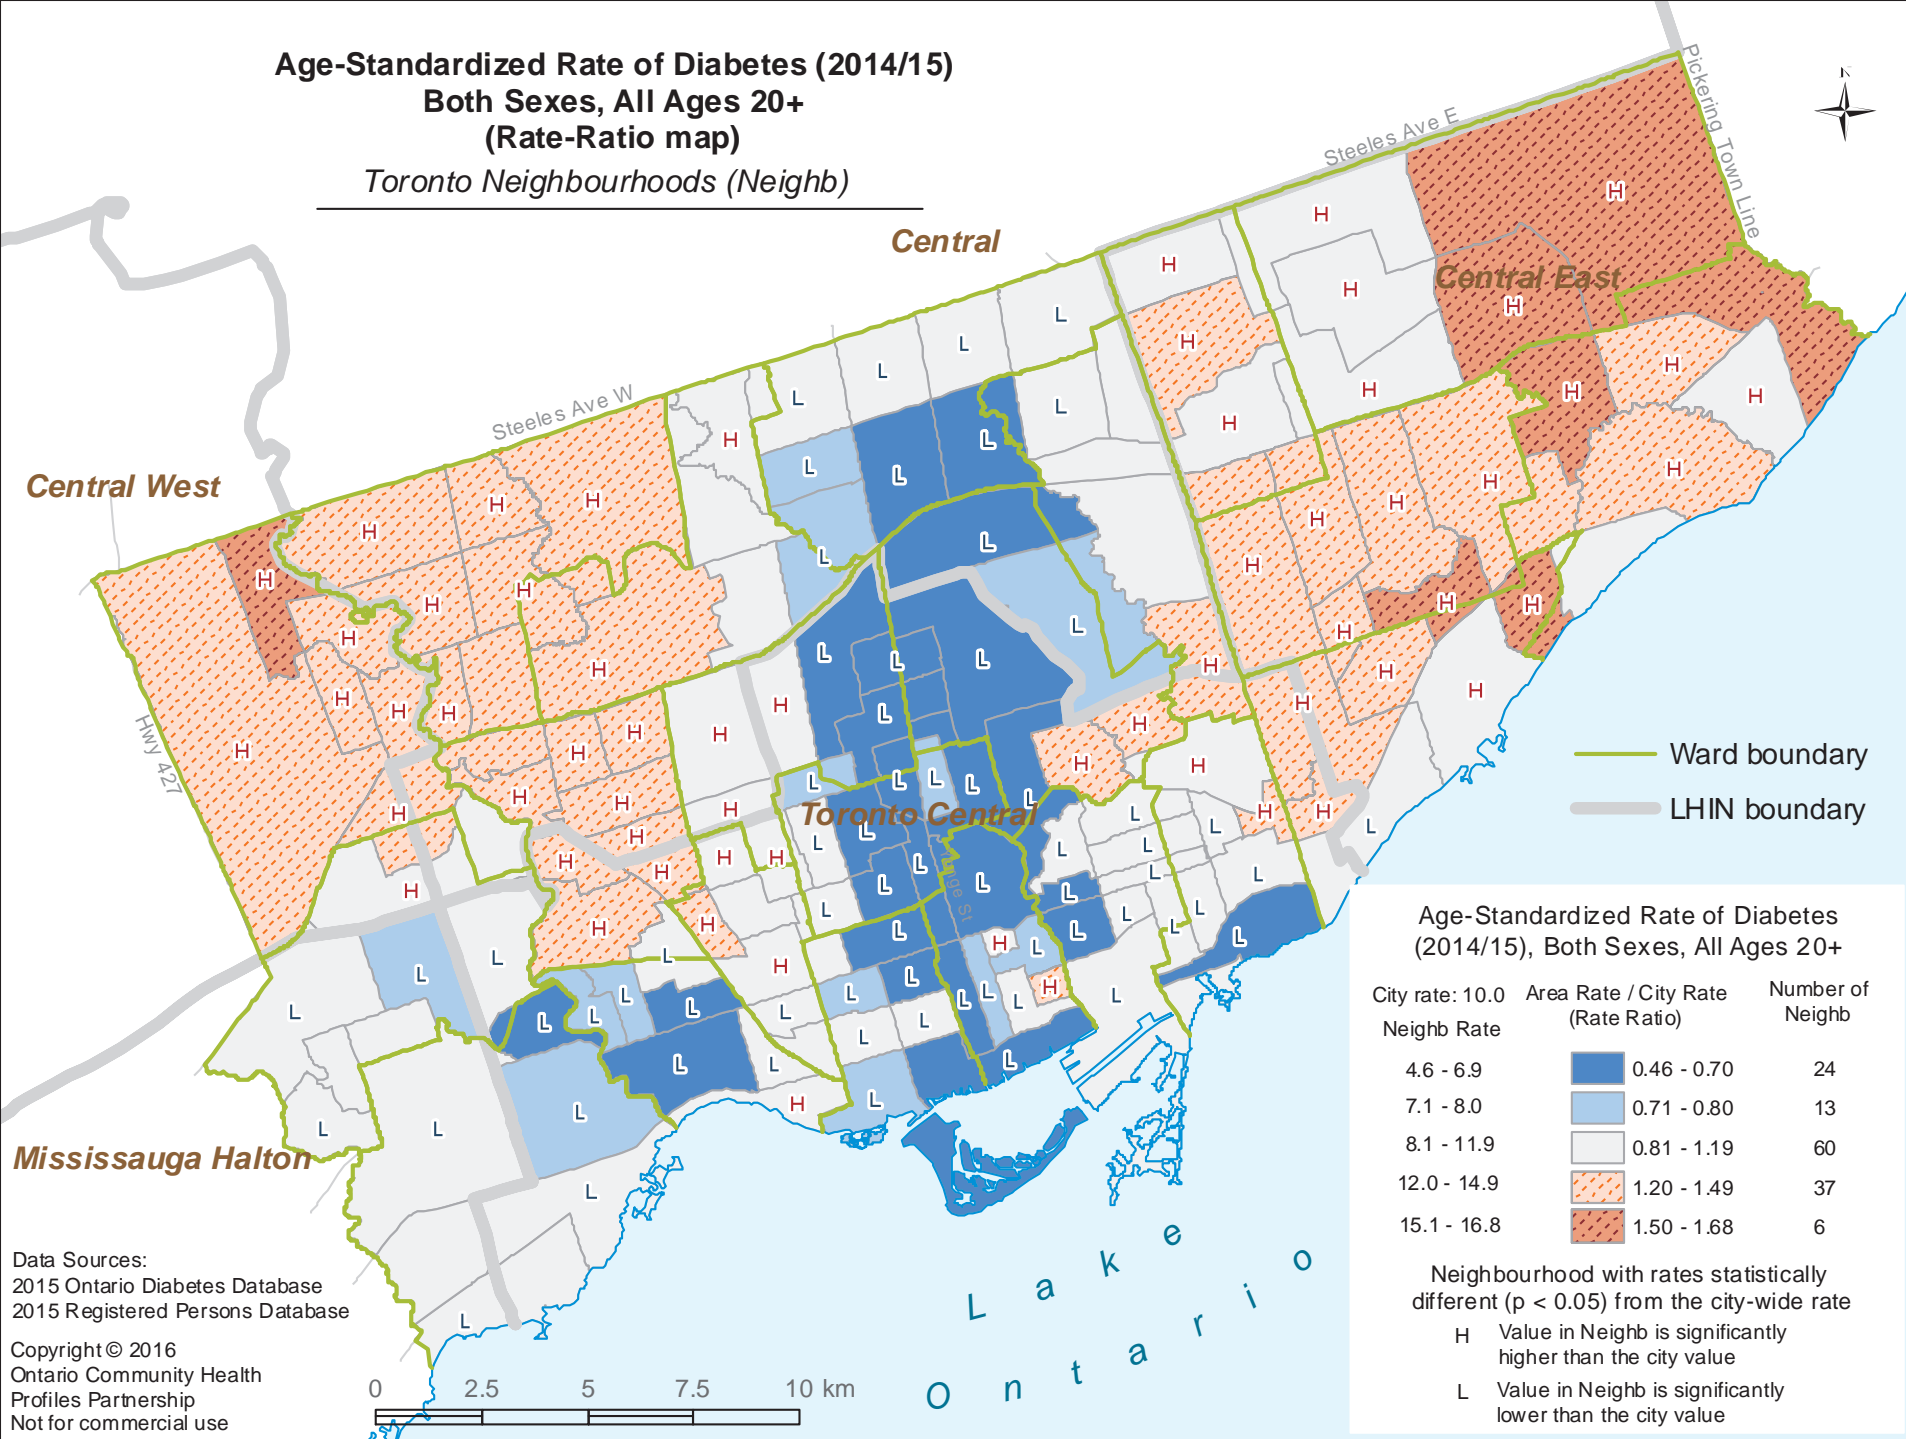 Age-Standardized Rate of Diabetes (2014/15)
Both Sexes, All Ages 20+
(Rate-Ratio map)
Toronto Neighbourhoods (Neighb)
N
Pickering Town Line
Steeles Ave E
Central
Central East
Steeles Ave W
Central West
Hwy 427
Toronto Central
Yonge St
Mississauga Halton
Ward boundary
LHIN boundary
Age-Standardized Rate of Diabetes
(2014/15), Both Sexes, All Ages 20+
City rate: 10.0 Area Rate / City Rate Number of
Neighb Rate (Rate Ratio) Neighb
4.6 - 6.9 0.46 - 0.70 24
7.1 - 8.0 0.71 - 0.80 13
8.1 - 11.9 0.81 - 1.19 60
12.0 - 14.9 1.20 - 1.49 37
15.1 - 16.8 1.50 - 1.68 6
Neighbourhood with rates statistically
different (p < 0.05) from the city-wide rate
H Value in Neighb is significantly
higher than the city value
L Value in Neighb is significantly
lower than the city value
Lake
Ontario
Data Sources:
2015 Ontario Diabetes Database
2015 Registered Persons Database
Copyright © 2016
Ontario Community Health
Profiles Partnership
Not for commercial use
0 2.5 5 7.5 10 km